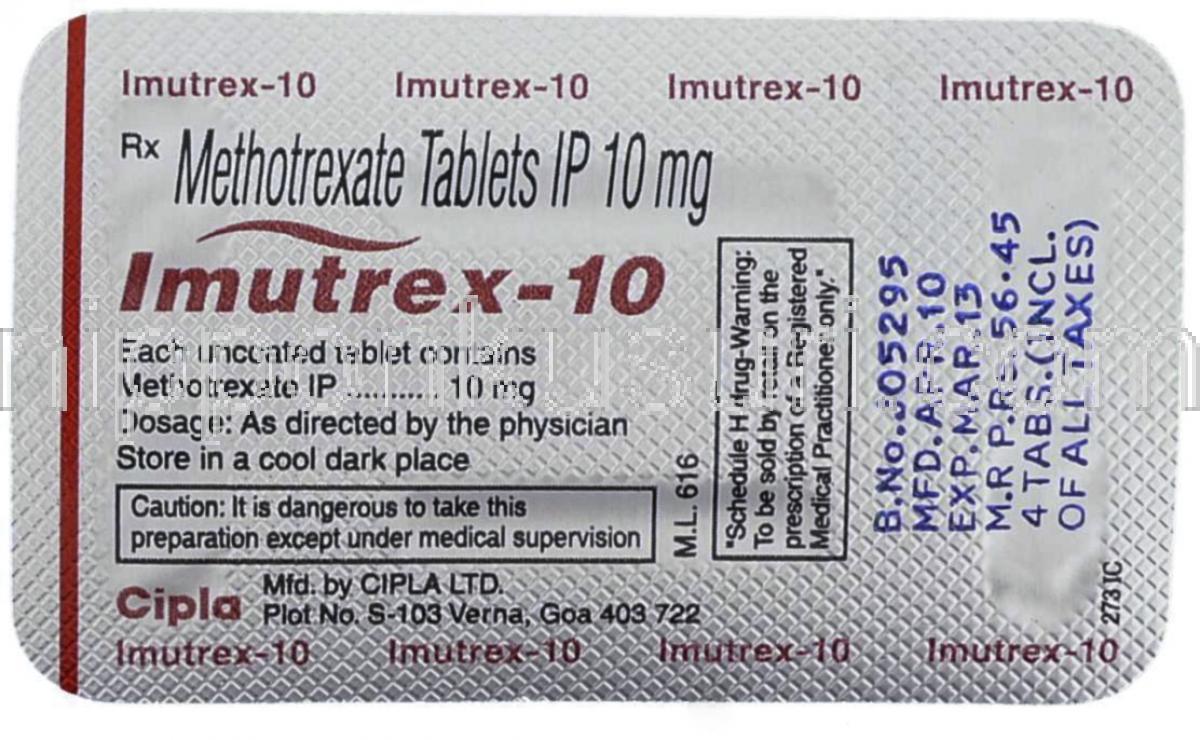 Imutrex-10 Imutrex-10 Imutrex-10 Imutrex-10
Rx Methotrexate Tablets IP 10 mg
Imutrex-10
Each uncoated tablet contains
Methotrexate IP........... 10 mg
Dosage: As directed by the physician
Store in a cool dark place
Caution: It is dangerous to take this
preparation except under medical supervision
M.L. 616
"Schedule H drug-Warning:
To be sold by retail on the
prescription of a Registered
Medical Practitioner only."
MFD.APR.10
EXP.MAR.13
M.R P.RS.56.45
4 TABS.(INCL.
OF ALL TAXES)
2731C
Cipla
Mfd. by CIPLA LTD.
Plot No. S-103 Verna, Goa 403 722
Imutrex-10 Imutrex-10 Imutrex-10 Imutrex-10